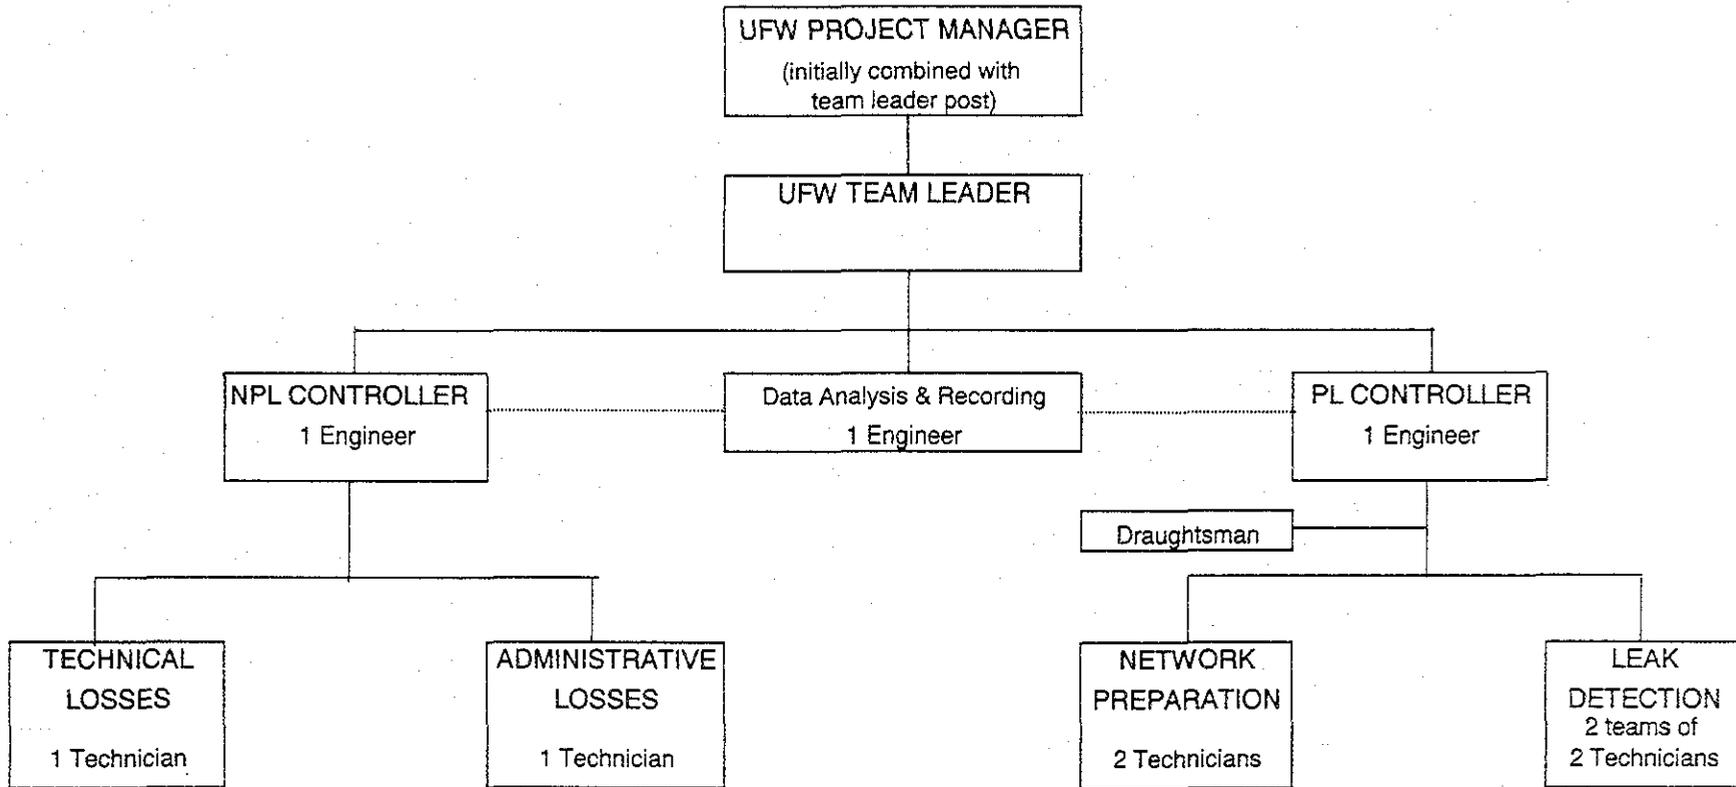 UFW PROJECT MANAGER
(initially combined with
team leader post)
UFW TEAM LEADER
NPL CONTROLLER
1 Engineer
Data Analysis & Recording
1 Engineer
PL CONTROLLER
1 Engineer
Draughtsman
TECHNICAL
LOSSES
1 Technician
ADMINISTRATIVE
LOSSES
1 Technician
NETWORK
PREPARATION
2 Technicians
LEAK
DETECTION
2 teams of
2 Technicians